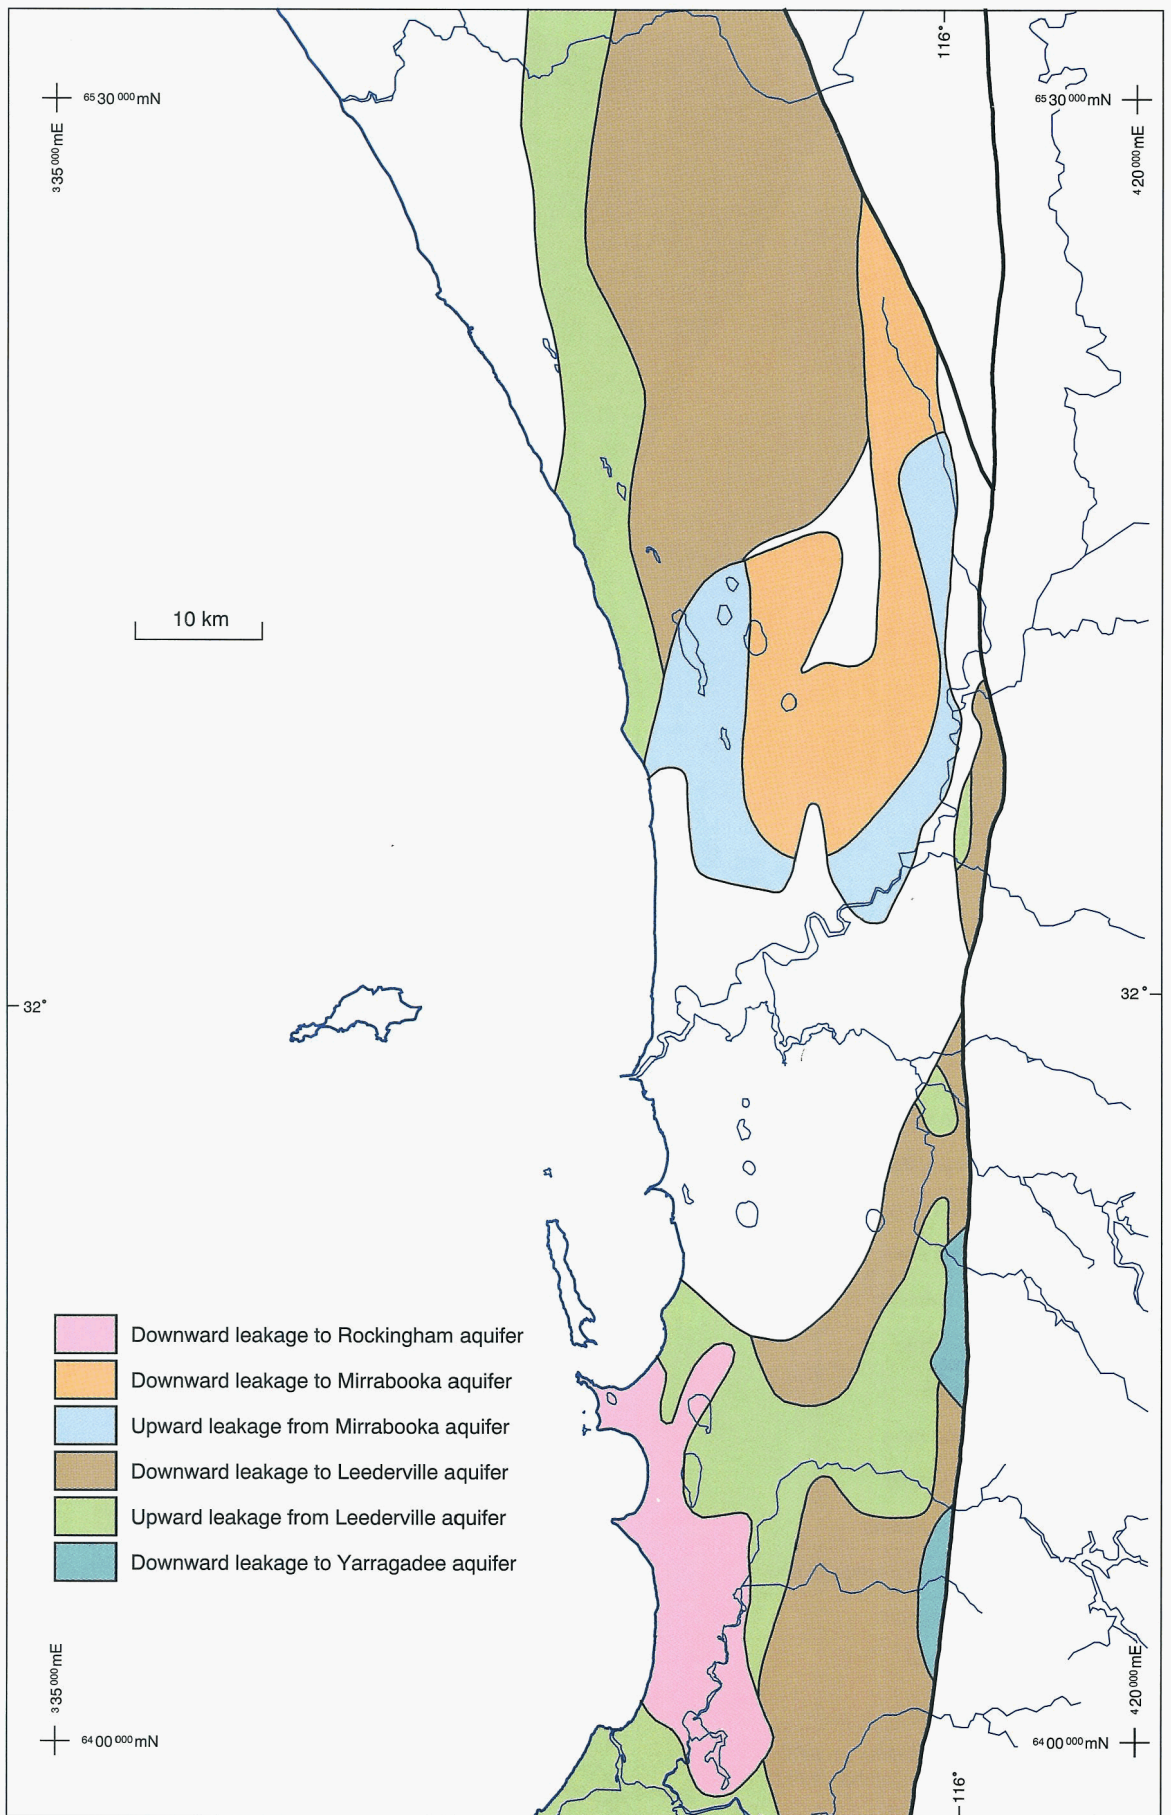 116°
65 30 000 mN
65 30 000 mN
3 35 000 mE
4 20 000 mE
10 km
32°
32°
Downward leakage to Rockingham aquifer
Downward leakage to Mirrabooka aquifer
Upward leakage from Mirrabooka aquifer
Downward leakage to Leederville aquifer
Upward leakage from Leederville aquifer
Downward leakage to Yarragadee aquifer
3 35 000 mE
4 20 000 mE
64 00 000 mN
64 00 000 mN
116°